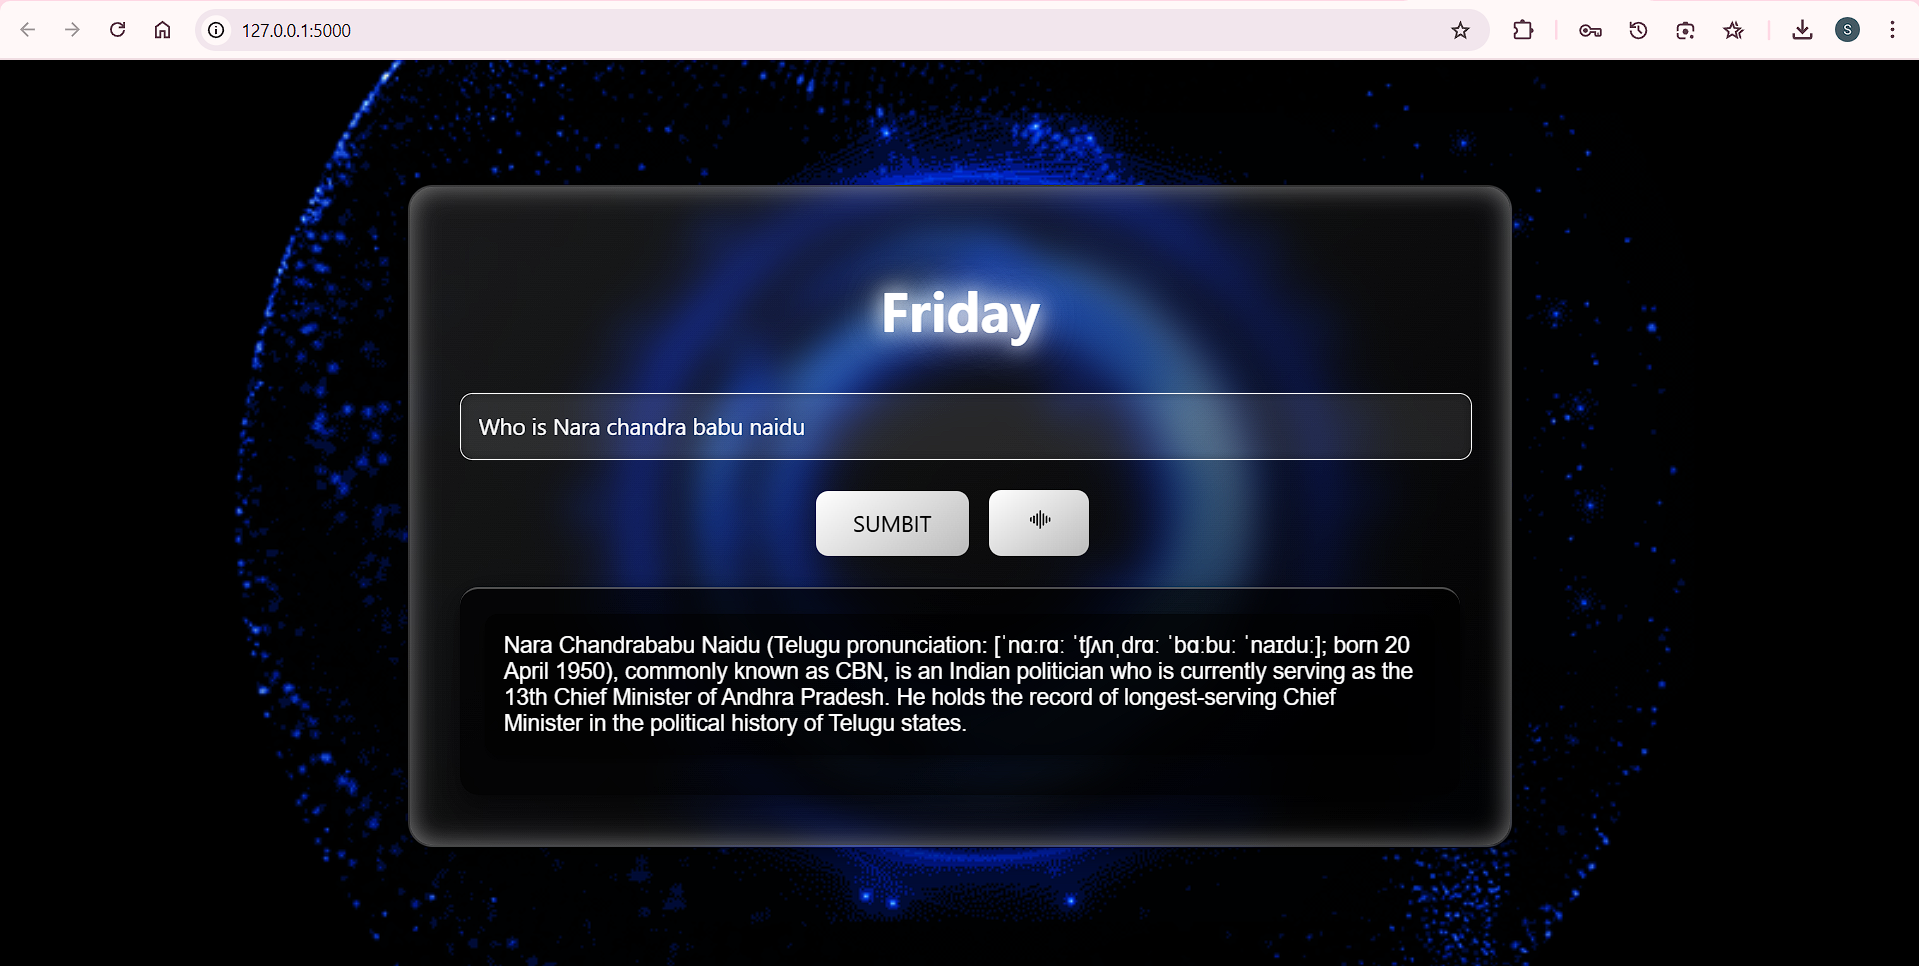 127.0.0.1:5000
S
Friday
Who is Nara chandra babu naidu
SUMBIT
Nara Chandrababu Naidu (Telugu pronunciation: [ˈnɑːrɑː ˈtʃʌnˌdrɑː ˈbɑːbuː ˈnaɪduː]; born 20
April 1950), commonly known as CBN, is an Indian politician who is currently serving as the
13th Chief Minister of Andhra Pradesh. He holds the record of longest-serving Chief
Minister in the political history of Telugu states.